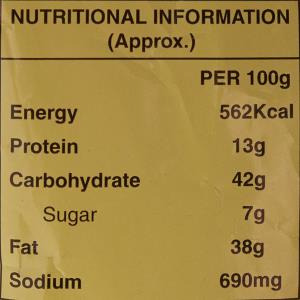 NUTRITIONAL INFORMATION
(Approx.)
PER 100g
Energy 562Kcal
Protein 13g
Carbohydrate 42g
Sugar 7g
Fat 38g
Sodium 690mg